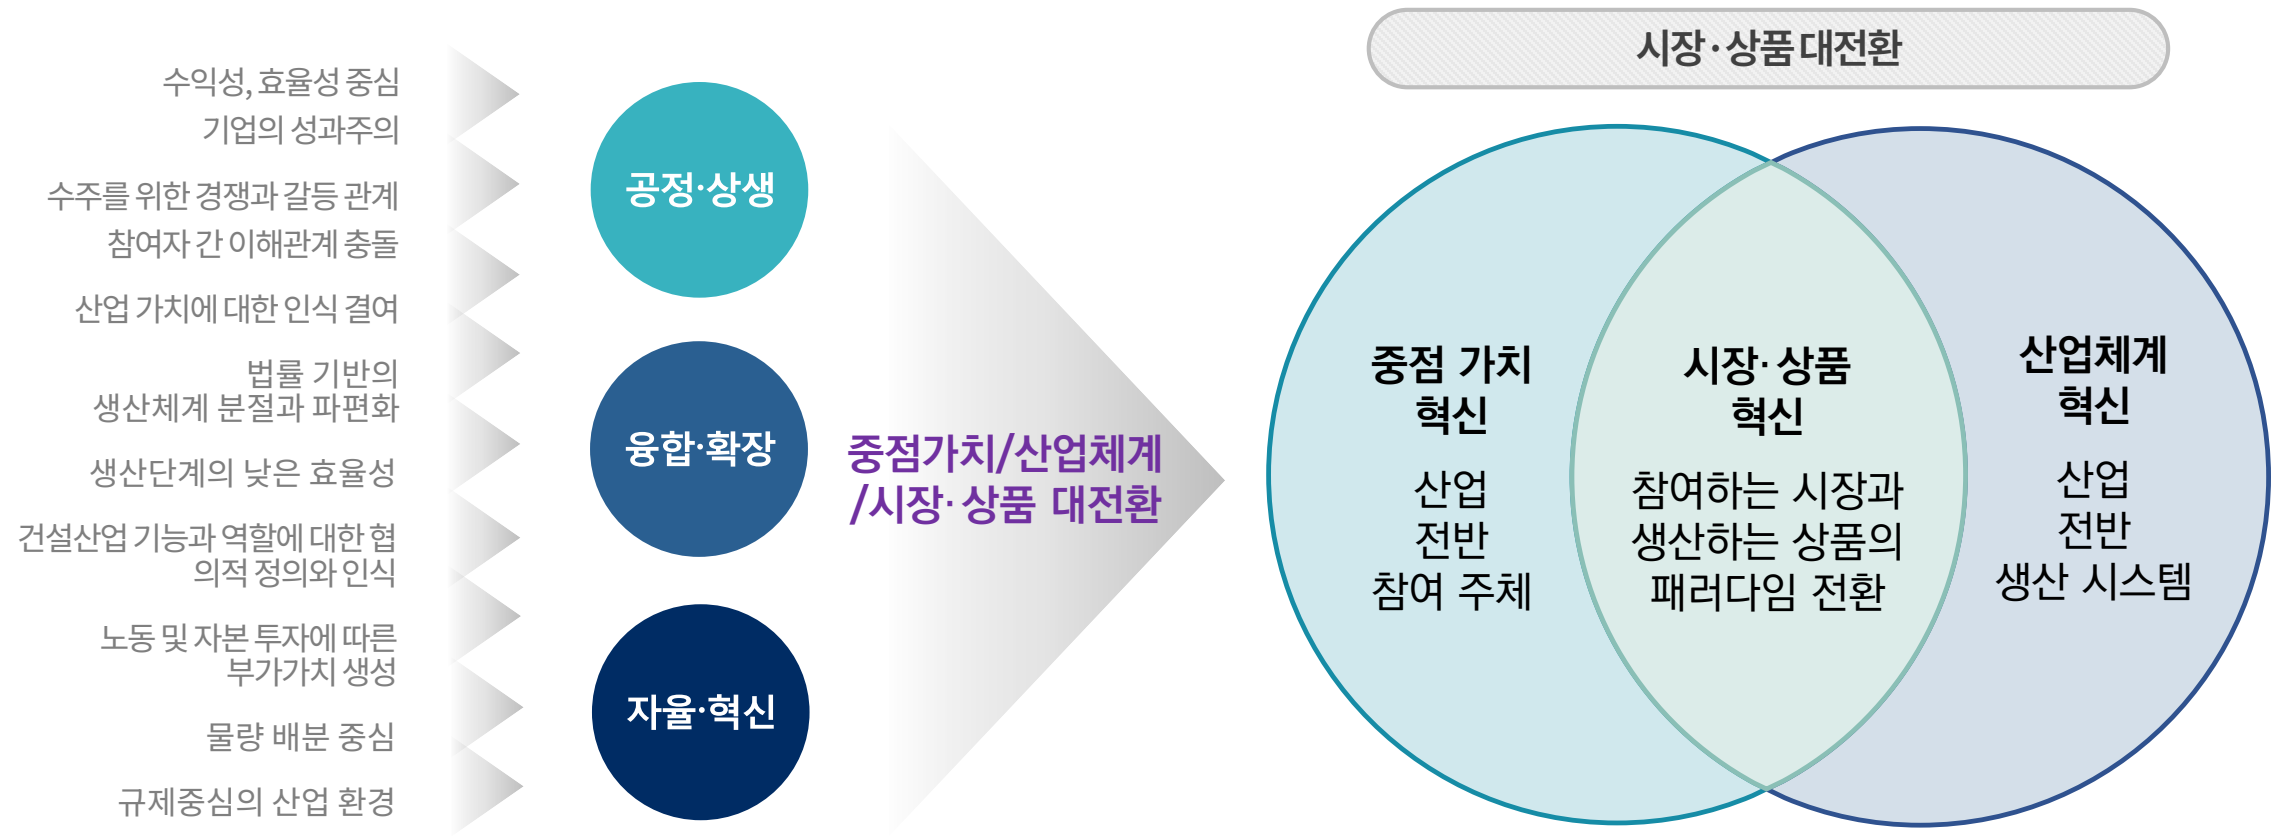 수익성, 효율성 중심
기업의 성과주의
수주를 위한 경쟁과 갈등 관계
참여자 간 이해관계 충돌
산업 가치에 대한 인식 결여
법률 기반의
생산체계 분절과 파편화
생산단계의 낮은 효율성
건설산업 기능과 역할에 대한 협
의적 정의와 인식
노동 및 자본 투자에 따른
부가가치 생성
물량 배분 중심
규제중심의 산업 환경
공정·상생
융합·확장
자율·혁신
중점가치/산업체계
/시장·상품 대전환
시장·상품 대전환
중점 가치
혁신
산업
전반
참여 주체
시장·상품
혁신
참여하는 시장과
생산하는 상품의
패러다임 전환
산업체계
혁신
산업
전반
생산 시스템